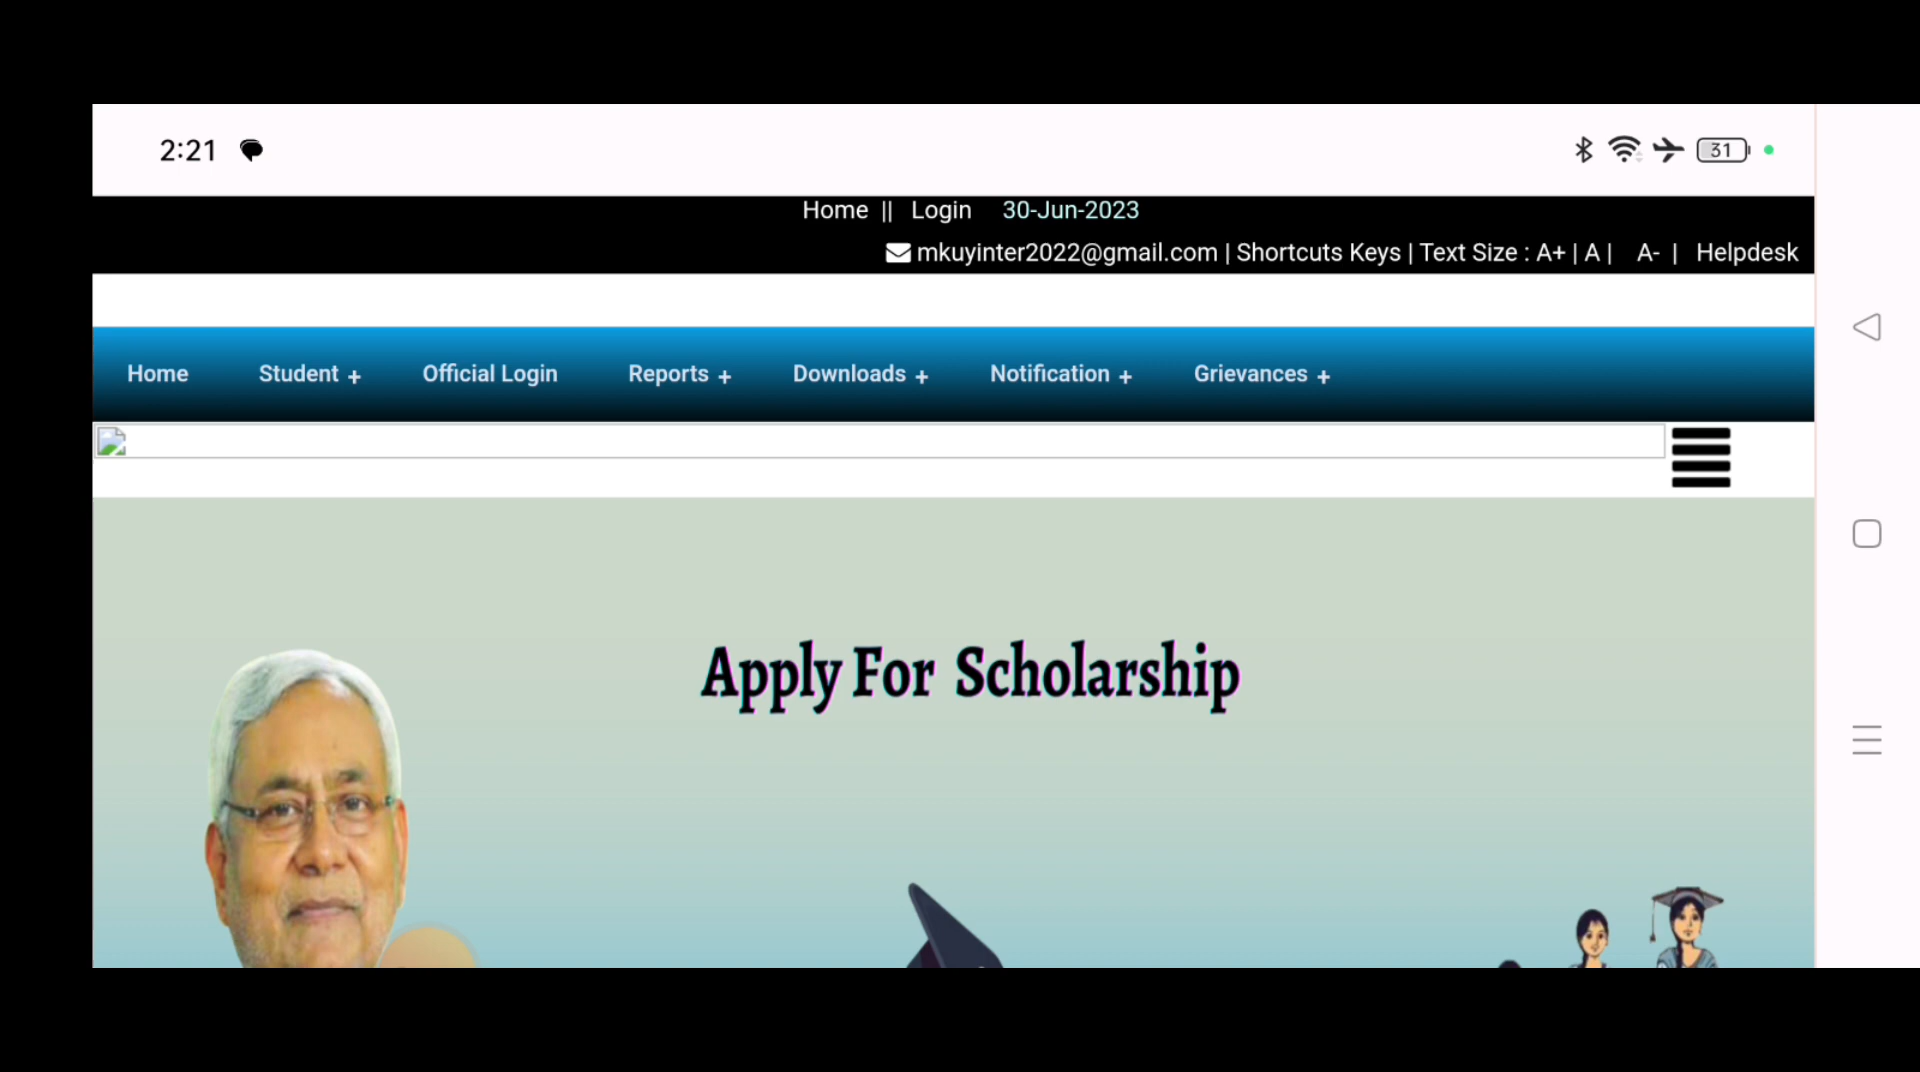 2:21
31
Home || Login 30-Jun-2023
mkuyinter2022@gmail.com | Shortcuts Keys | Text Size : A+ | A | A- | Helpdesk
Home Student + Official Login Reports + Downloads + Notification + Grievances +
Apply For Scholarship